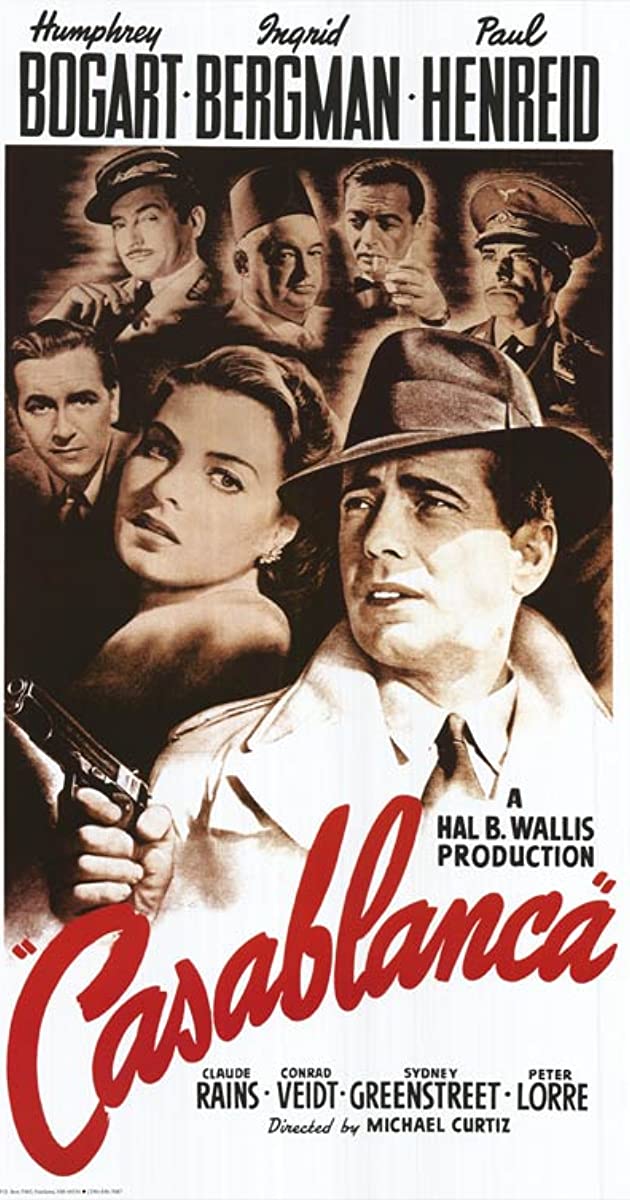 Humphrey Ingrid Paul
BOGART · BERGMAN · HENREID
A
HAL B. WALLIS
PRODUCTION
"Casablanca"
CLAUDE CONRAD SYDNEY PETER
RAINS · VEIDT · GREENSTREET · LORRE
Directed by MICHAEL CURTIZ